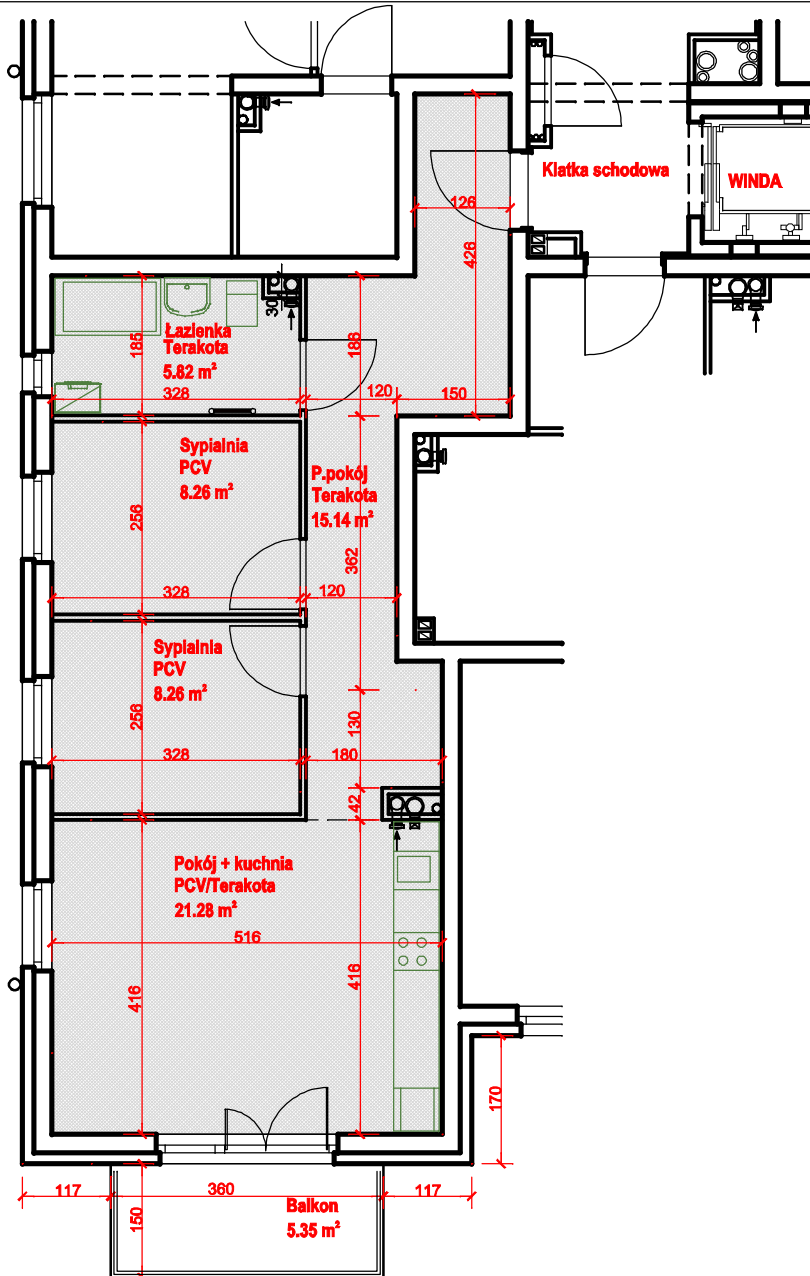 Klatka schodowa
WINDA
126
426
30
Łazienka
Terakota
5.82 m²
185
328
186
120
150
Sypialnia
PCV
8.26 m²
256
328
P.pokój
Terakota
15.14 m²
362
120
Sypialnia
PCV
8.26 m²
256
328
130
180
42
Pokój + kuchnia
PCV/Terakota
21.28 m²
516
416
416
170
117
360
117
150
Balkon
5.35 m²